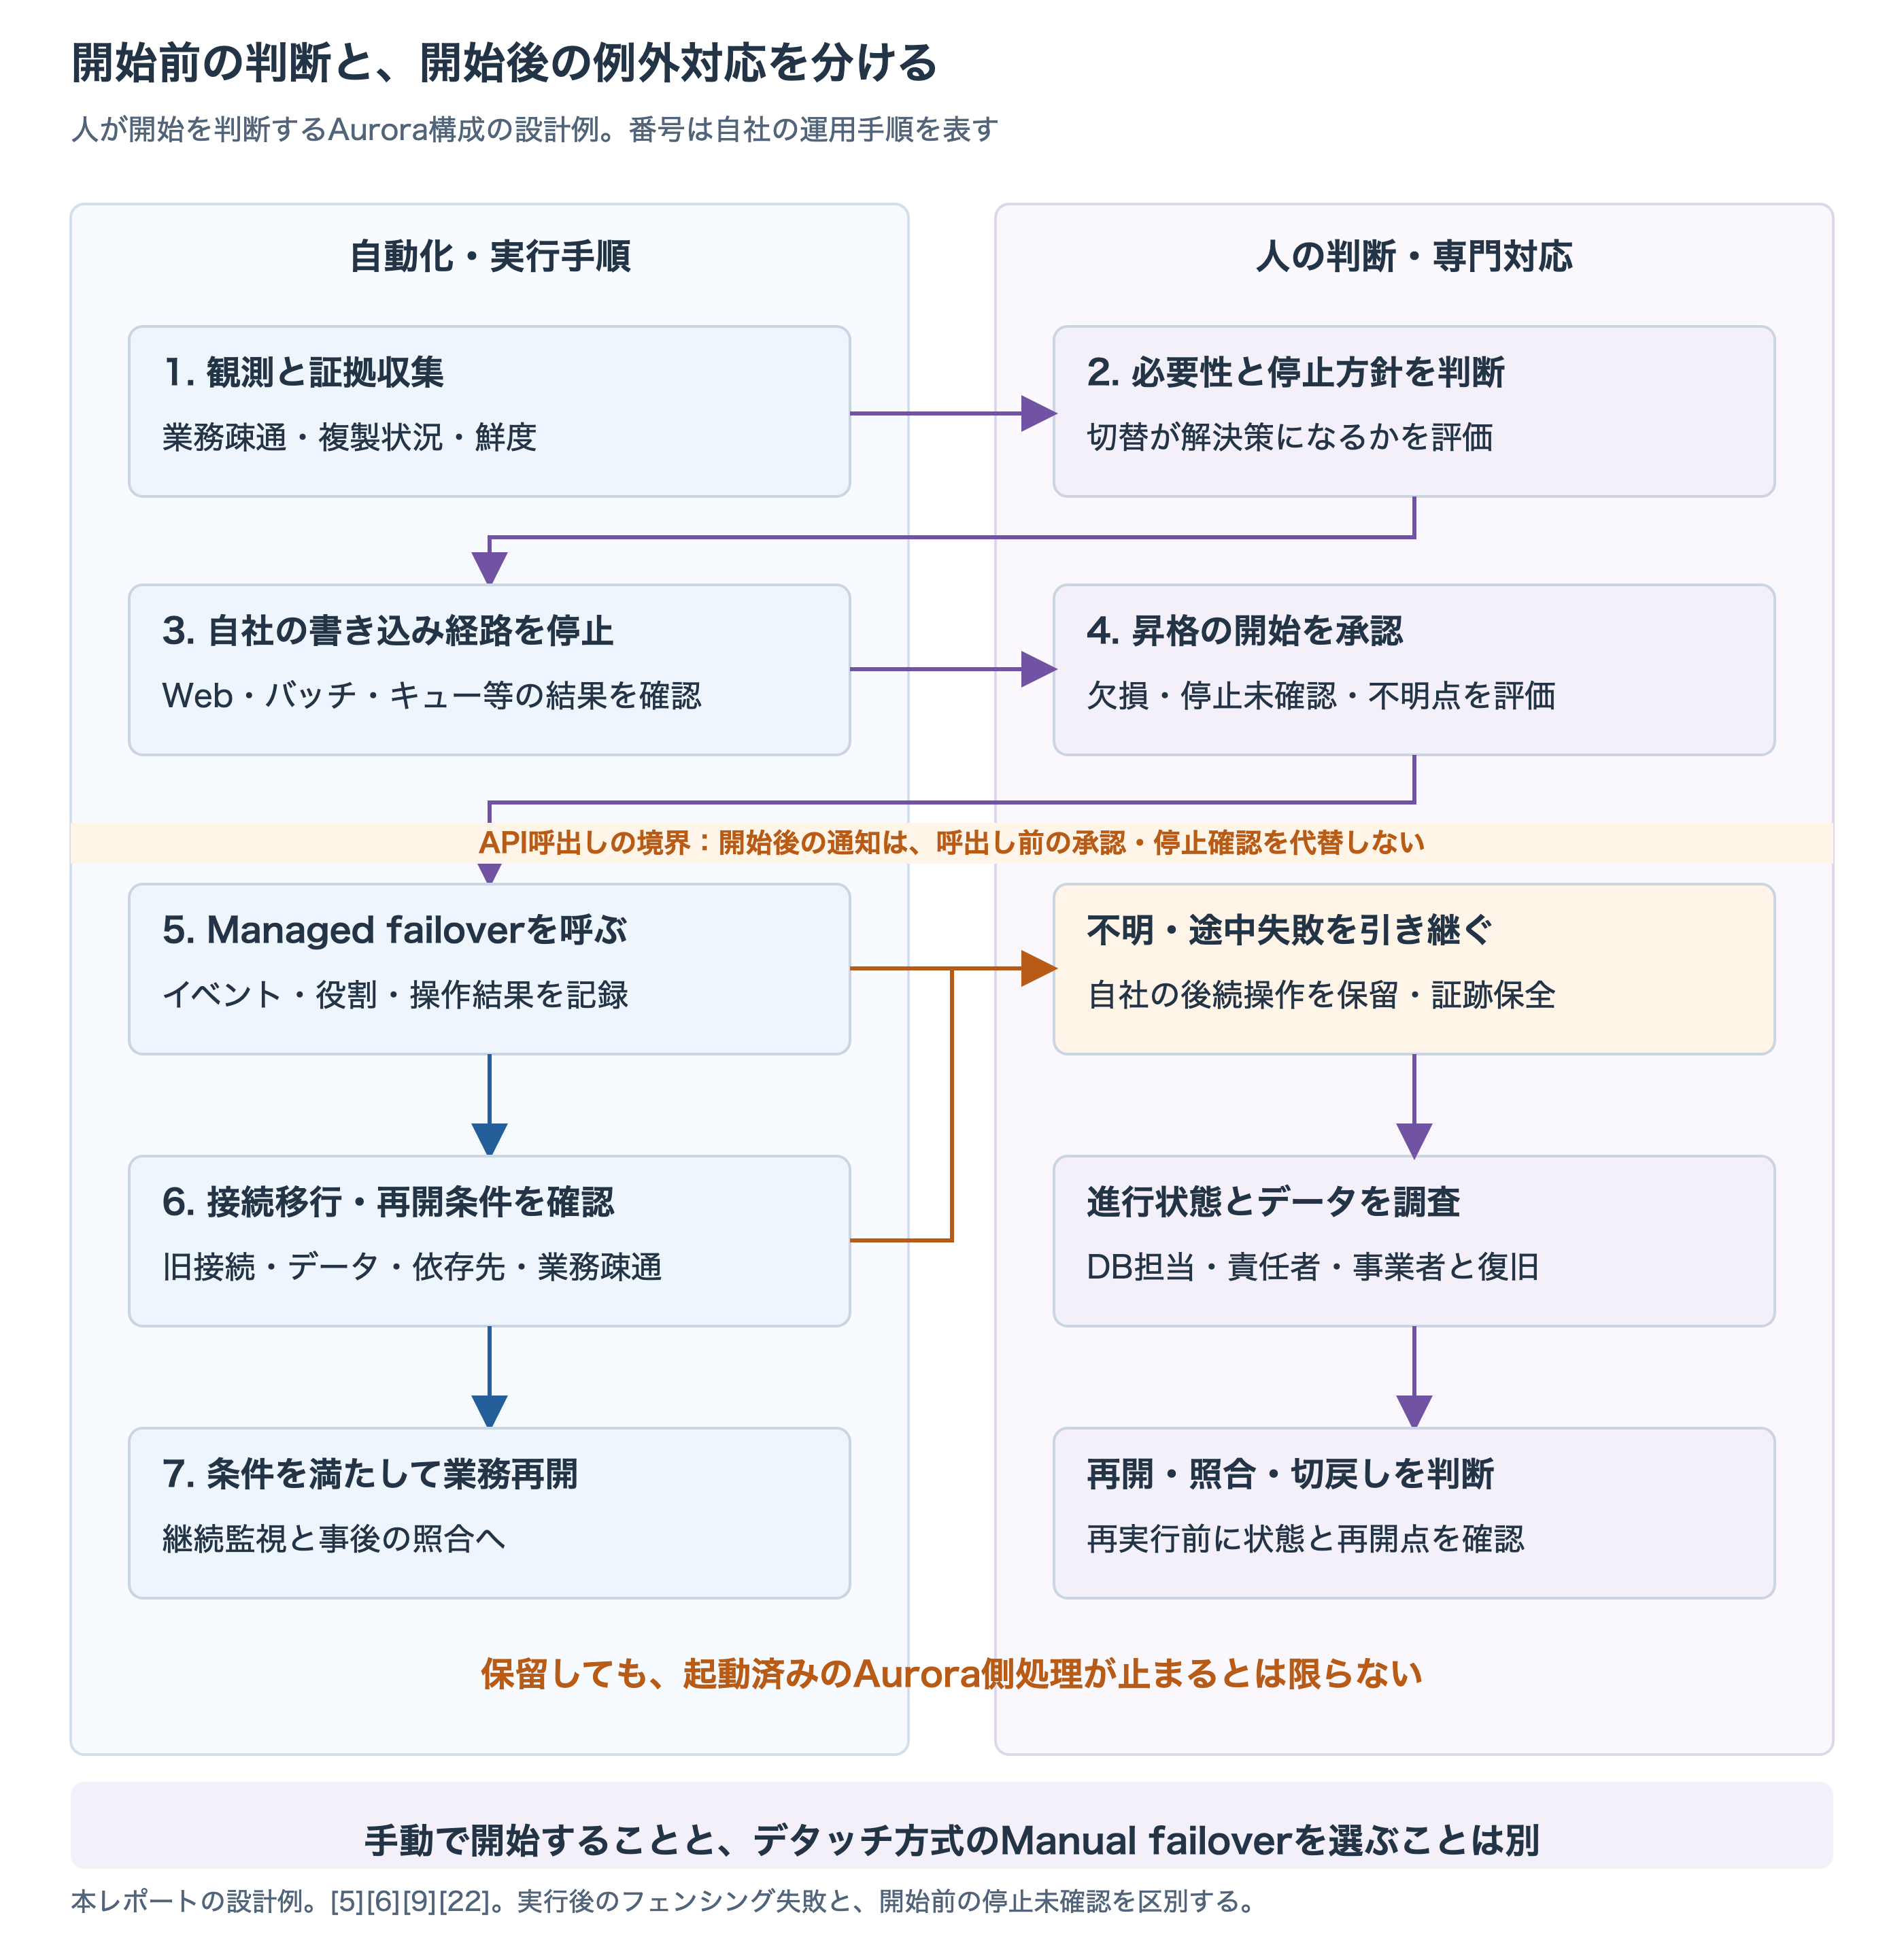 開始前の判断と、開始後の例外対応を分ける
人が開始を判断するAurora構成の設計例。番号は自社の運用手順を表す
自動化・実行手順
人の判断・専門対応
1. 観測と証拠収集
業務疎通・複製状況・鮮度
2. 必要性と停止方針を判断
切替が解決策になるかを評価
3. 自社の書き込み経路を停止
Web・バッチ・キュー等の結果を確認
4. 昇格の開始を承認
欠損・停止未確認・不明点を評価
API呼出しの境界：開始後の通知は、呼出し前の承認・停止確認を代替しない
5. Managed failoverを呼ぶ
イベント・役割・操作結果を記録
不明・途中失敗を引き継ぐ
自社の後続操作を保留・証跡保全
6. 接続移行・再開条件を確認
旧接続・データ・依存先・業務疎通
進行状態とデータを調査
DB担当・責任者・事業者と復旧
7. 条件を満たして業務再開
継続監視と事後の照合へ
再開・照合・切戻しを判断
再実行前に状態と再開点を確認
保留しても、起動済みのAurora側処理が止まるとは限らない
手動で開始することと、デタッチ方式のManual failoverを選ぶことは別
本レポートの設計例。[5][6][9][22]。実行後のフェンシング失敗と、開始前の停止未確認を区別する。